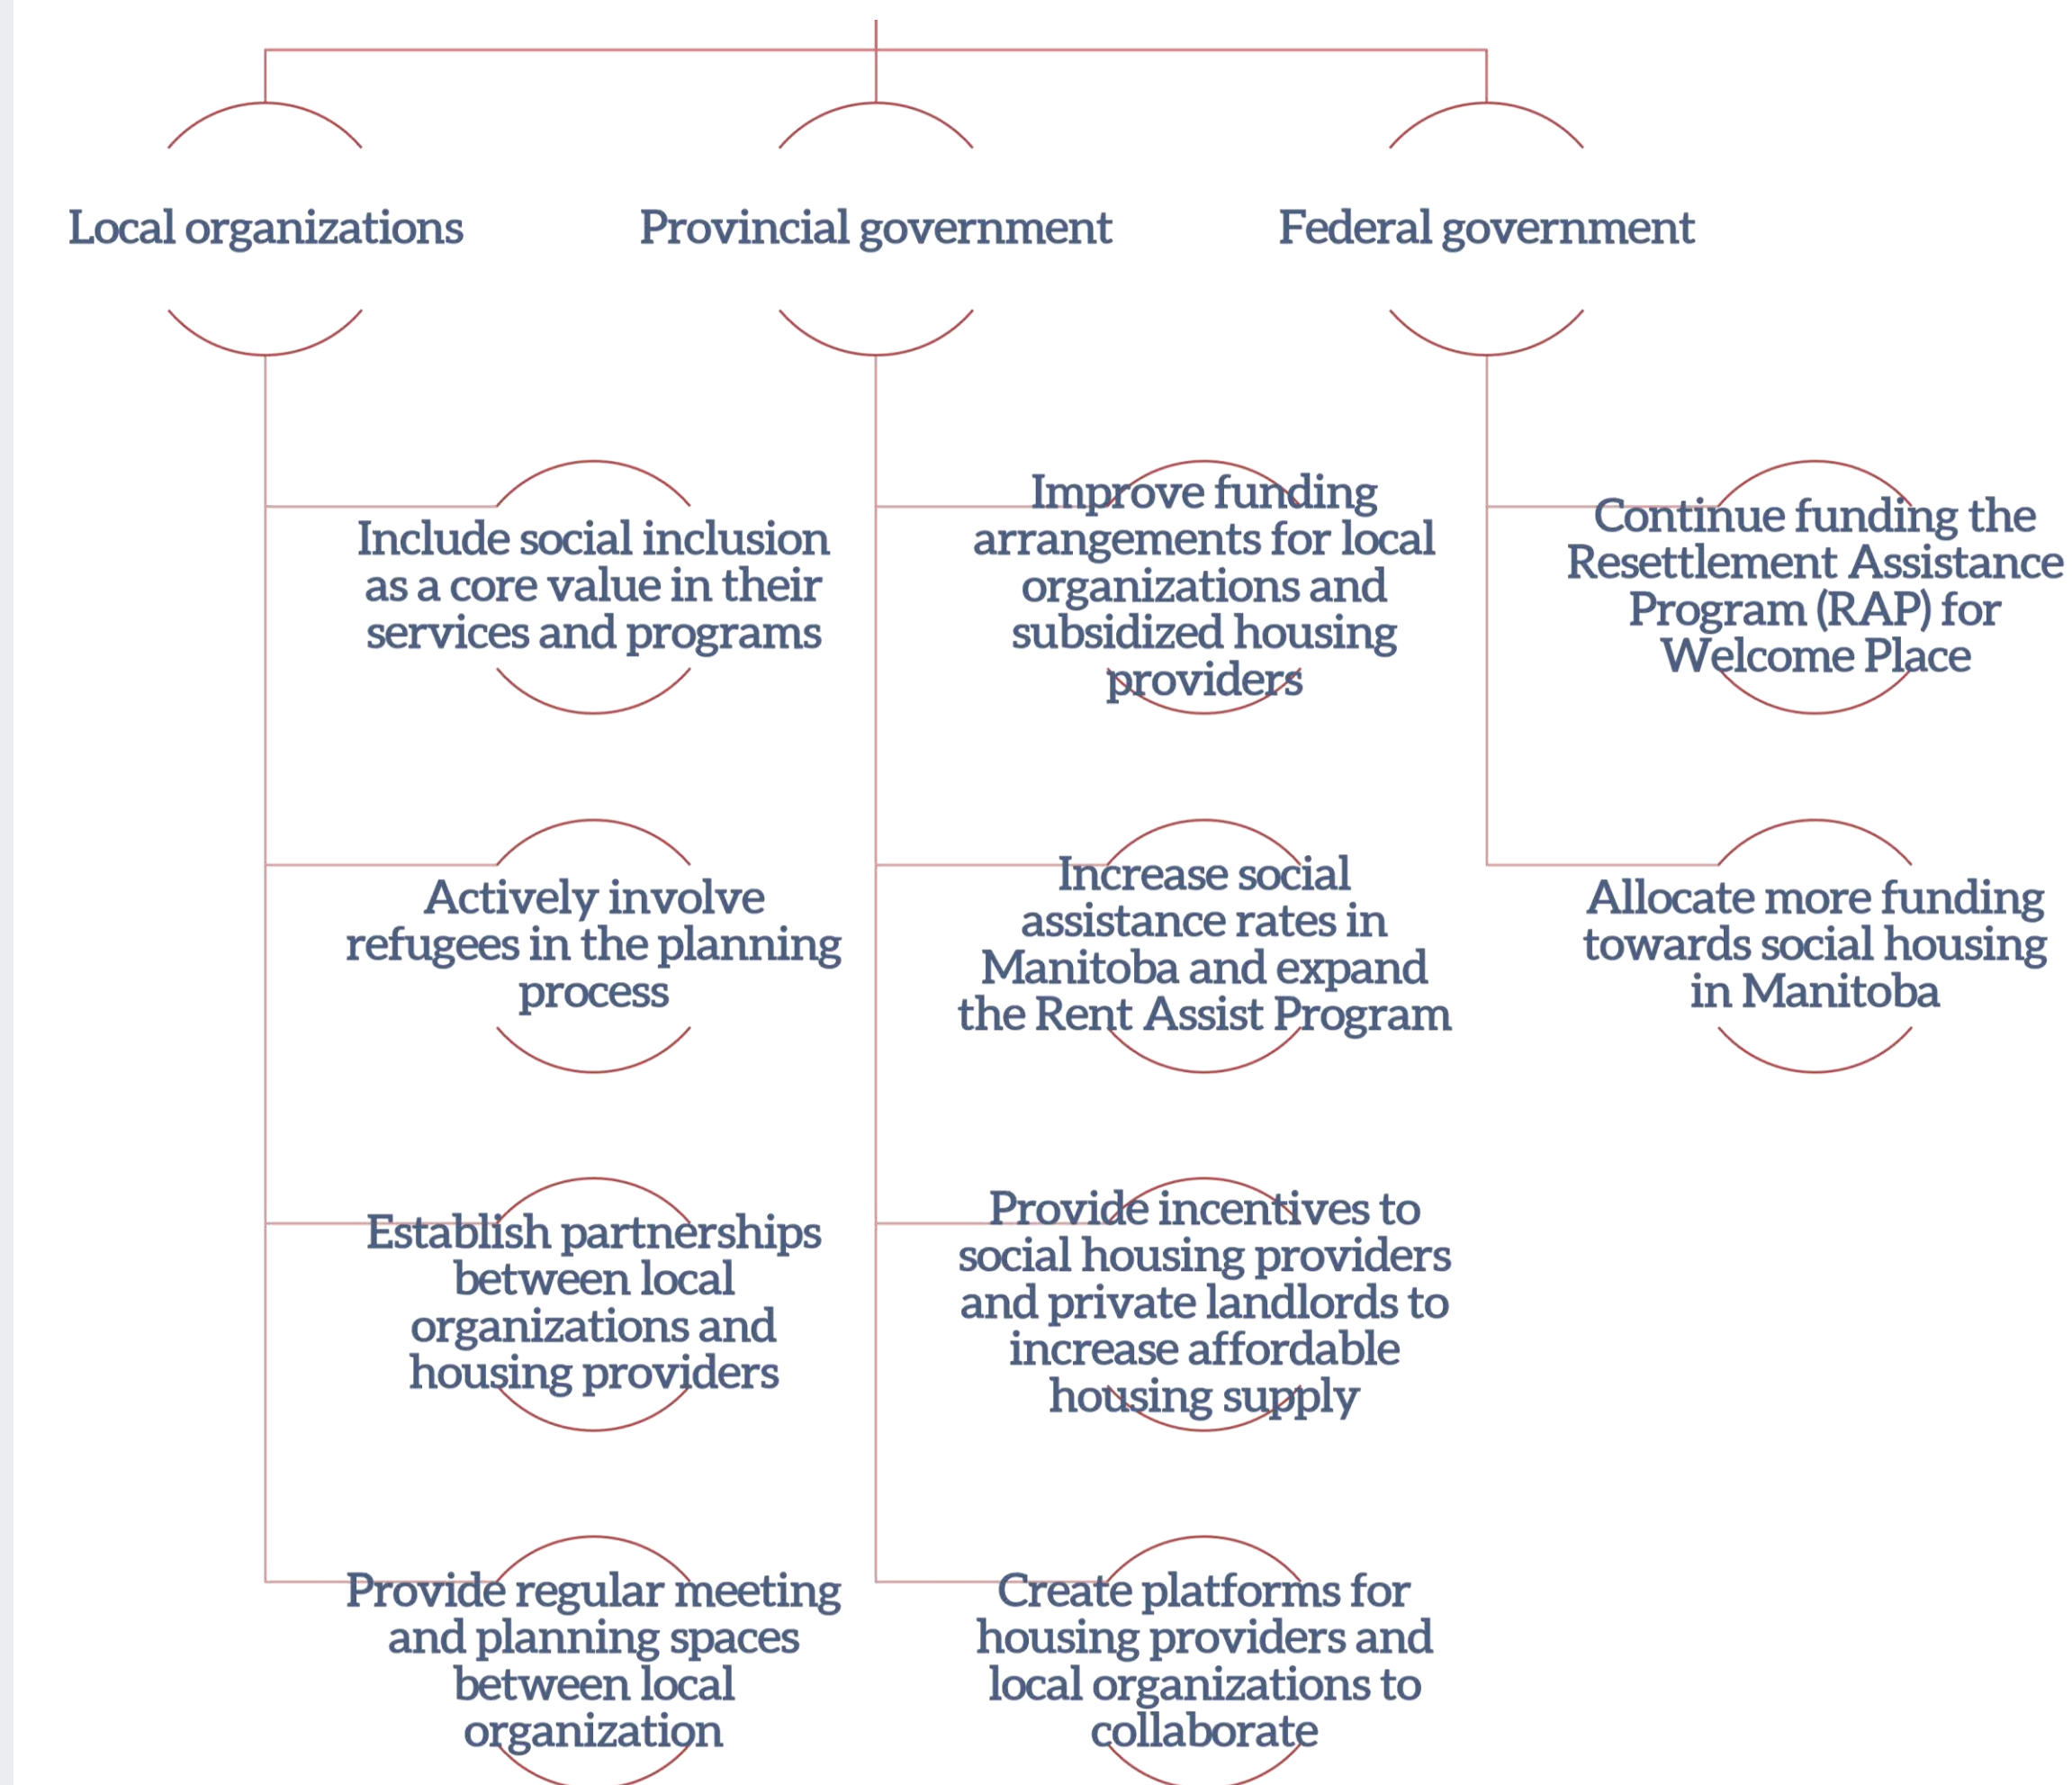 Local organizations
Provincial government
Federal government
Include social inclusion
as a core value in their
services and programs
Actively involve
refugees in the planning
process
Establish partnerships
between local
organizations and
housing providers
Provide regular meeting
and planning spaces
between local
organization
Improve funding
arrangements for local
organizations and
subsidized housing
providers
Increase social
assistance rates in
Manitoba and expand
the Rent Assist Program
Provide incentives to
social housing providers
and private landlords to
increase affordable
housing supply
Create platforms for
housing providers and
local organizations to
collaborate
Continue funding the
Resettlement Assistance
Program (RAP) for
Welcome Place
Allocate more funding
towards social housing
in Manitoba